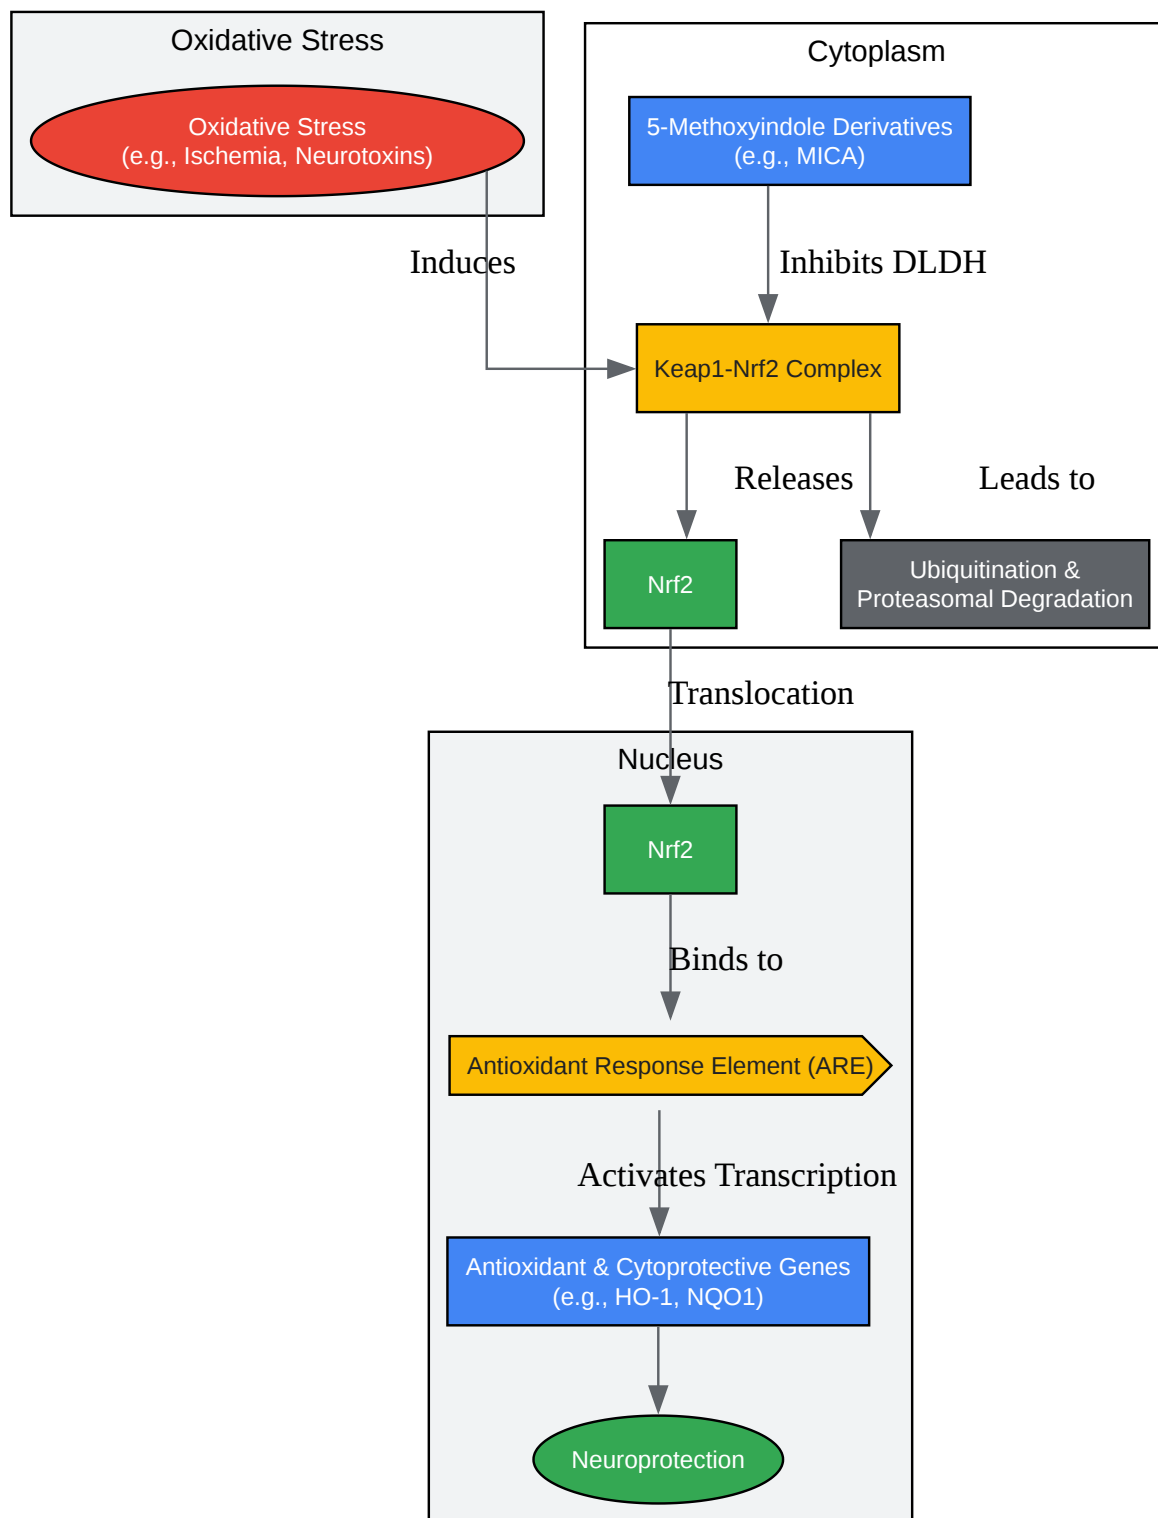 Oxidative Stress
Oxidative Stress
(e.g., Ischemia, Neurotoxins)
Cytoplasm
5-Methoxyindole Derivatives
(e.g., MICA)
Induces
Inhibits DLDH
Keap1-Nrf2 Complex
Releases
Leads to
Nrf2
Ubiquitination &
Proteasomal Degradation
Translocation
Nucleus
Nrf2
Binds to
Antioxidant Response Element (ARE)
Activates Transcription
Antioxidant & Cytoprotective Genes
(e.g., HO-1, NQO1)
Neuroprotection